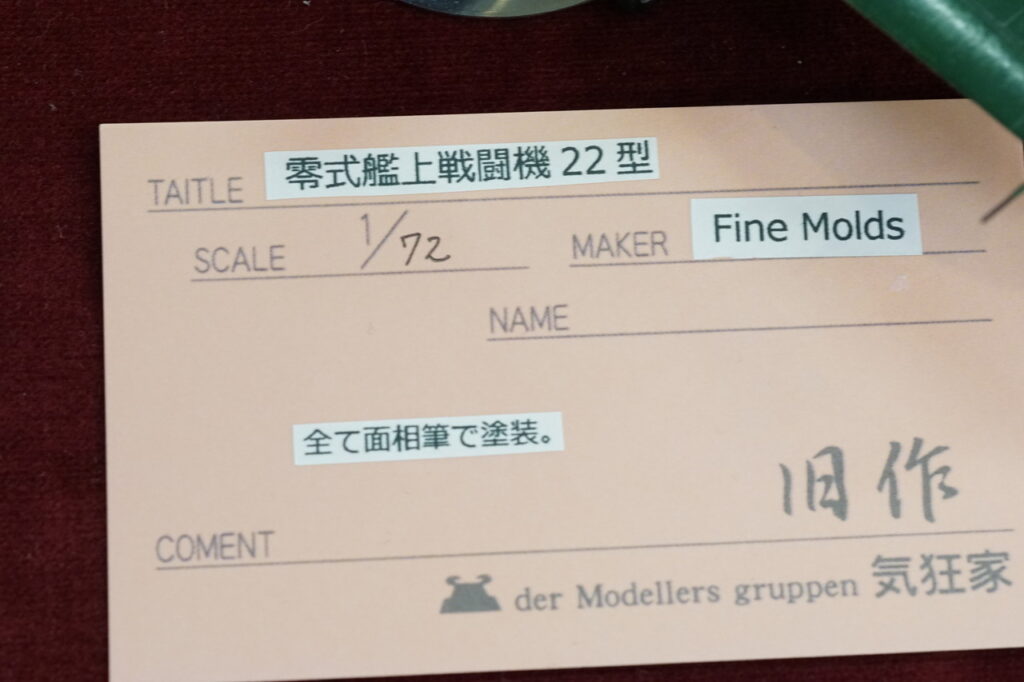 TAITLE 零式艦上戦闘機 22 型
SCALE 1/72 MAKER Fine Molds
NAME
全て面相筆で塗装。
旧作
COMENT
der Modellers gruppen 気狂家